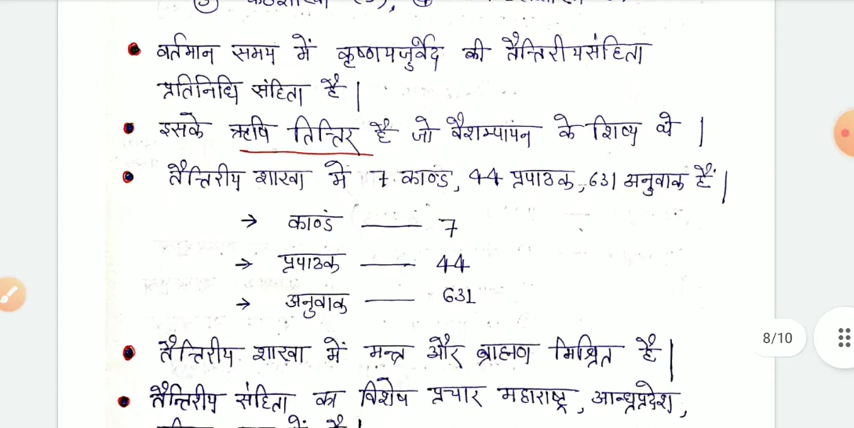 • वर्तमान समय में कृष्णयजुर्वेद की तैत्तिरीयसंहिता
प्रतिनिधि संहिता है |
• इसके ऋषि तित्तिर है जो वैशम्पायन के शिष्य थे |
• तैत्तिरीय शाखा में 7 काण्ड, 44 प्रपाठक, 631 अनुवाक हैं |
→ काण्ड — 7
→ प्रपाठक — 44
→ अनुवाक — 631
8/10
• तैत्तिरीय शाखा में मन्त्र और ब्राह्मण मिश्रित है |
• तैत्तिरीय संहिता का विशेष प्रचार महाराष्ट्र, आन्ध्रप्रदेश,